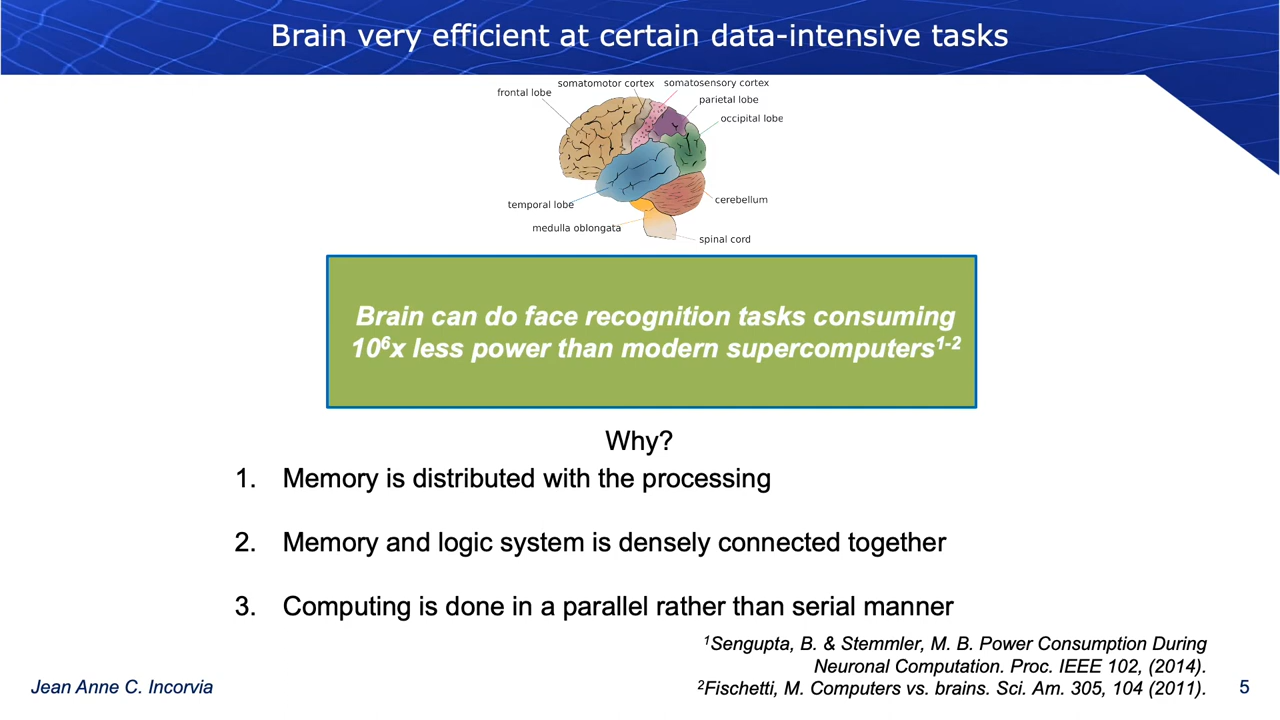 Brain very efficient at certain data-intensive tasks
somatomotor cortex
somatosensory cortex
frontal lobe
parietal lobe
occipital lobe
temporal lobe
cerebellum
medulla oblongata
spinal cord
Brain can do face recognition tasks consuming
10⁶x less power than modern supercomputers¹⁻²
Why?
1. Memory is distributed with the processing
2. Memory and logic system is densely connected together
3. Computing is done in a parallel rather than serial manner
¹Sengupta, B. & Stemmler, M. B. Power Consumption During
Neuronal Computation. Proc. IEEE 102, (2014).
²Fischetti, M. Computers vs. brains. Sci. Am. 305, 104 (2011).
Jean Anne C. Incorvia
5